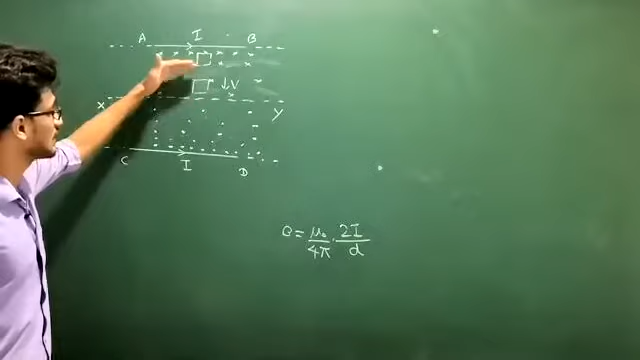 A I B
↓V
X Y
C I D
B = μ₀/4π · 2I/d